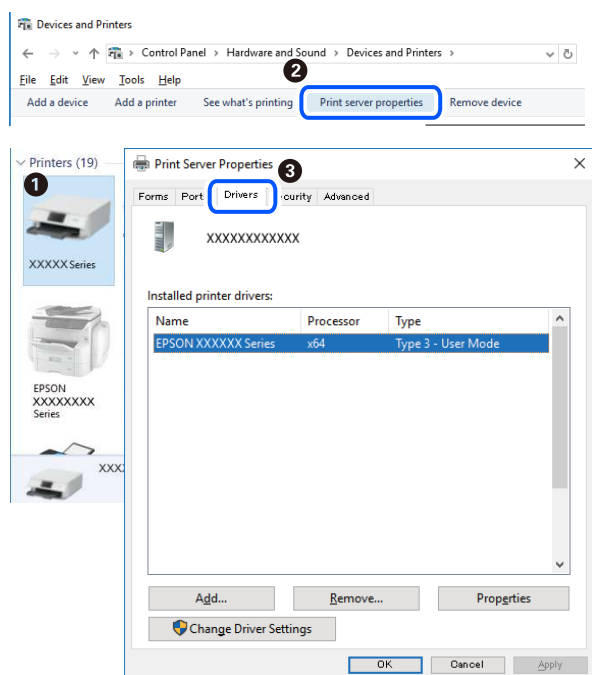 Devices and Printers
Control Panel > Hardware and Sound > Devices and Printers >
2
File Edit View Tools Help
Add a device Add a printer See what's printing Print server properties Remove device
Printers (19)
1
XXXXX Series
EPSON
XXXXXXXX
Series
XXX
Print Server Properties
3
Forms Port Drivers curity Advanced
XXXXXXXXXXXX
Installed printer drivers:
Name Processor Type
EPSON XXXXXX Series x64 Type 3 - User Mode
Add... Remove... Properties
Change Driver Settings
OK Cancel Apply